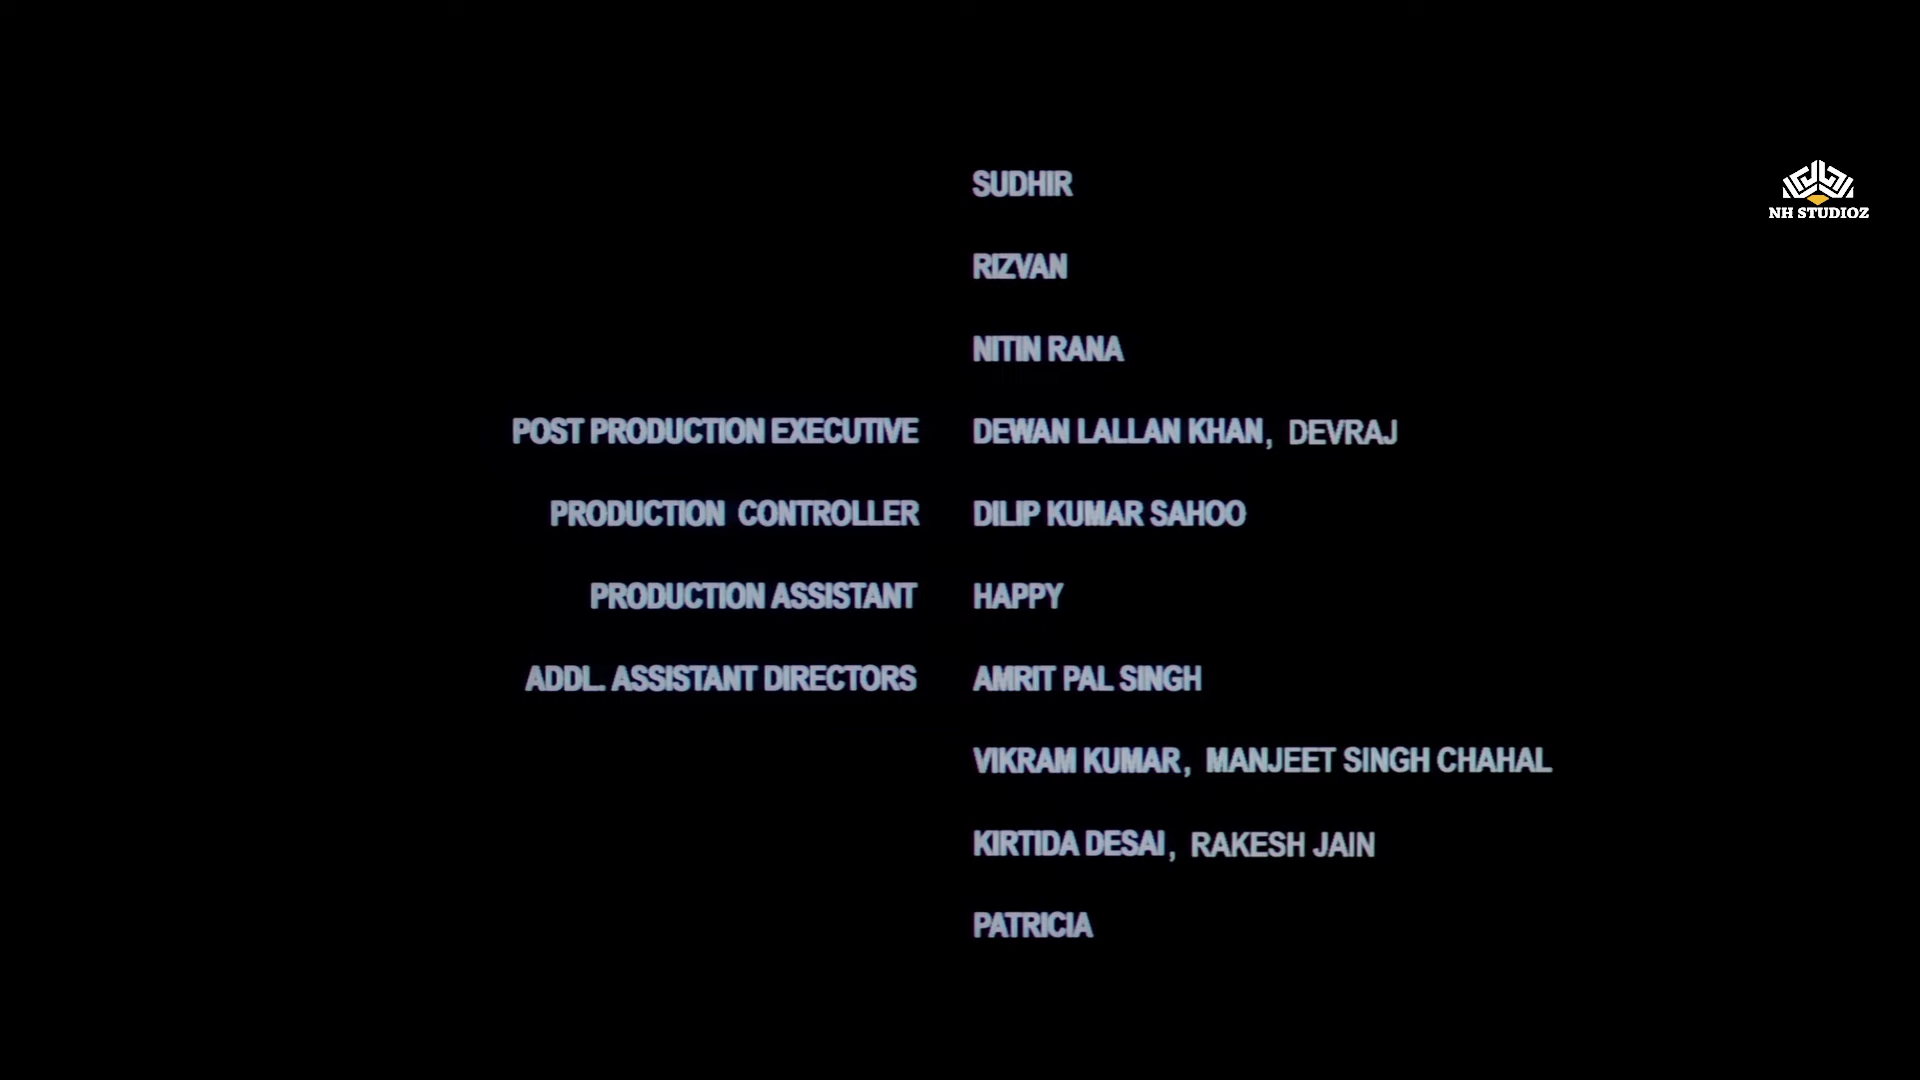 SUDHIR
NH STUDIOZ
RIZVAN
NITIN RANA
POST PRODUCTION EXECUTIVE DEWAN LALLAN KHAN, DEVRAJ
PRODUCTION CONTROLLER DILIP KUMAR SAHOO
PRODUCTION ASSISTANT HAPPY
ADDL. ASSISTANT DIRECTORS AMRIT PAL SINGH
VIKRAM KUMAR, MANJEET SINGH CHAHAL
KIRTIDA DESAI, RAKESH JAIN
PATRICIA